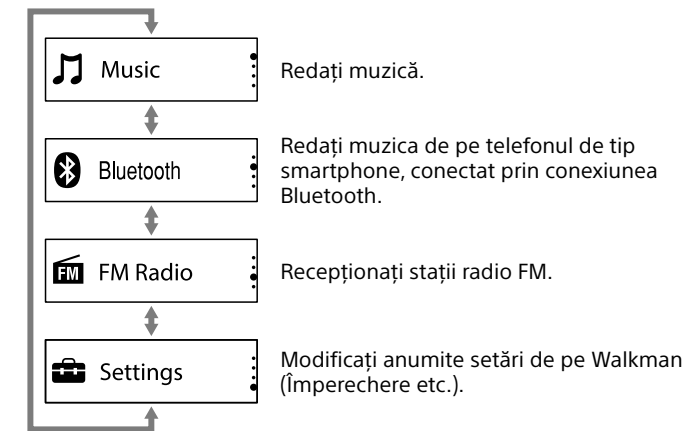 Music
Redați muzică.
Bluetooth
Redați muzica de pe telefonul de tip
smartphone, conectat prin conexiunea
Bluetooth.
FM
FM Radio
Recepționați stații radio FM.
Settings
Modificați anumite setări de pe Walkman
(Împerechere etc.).